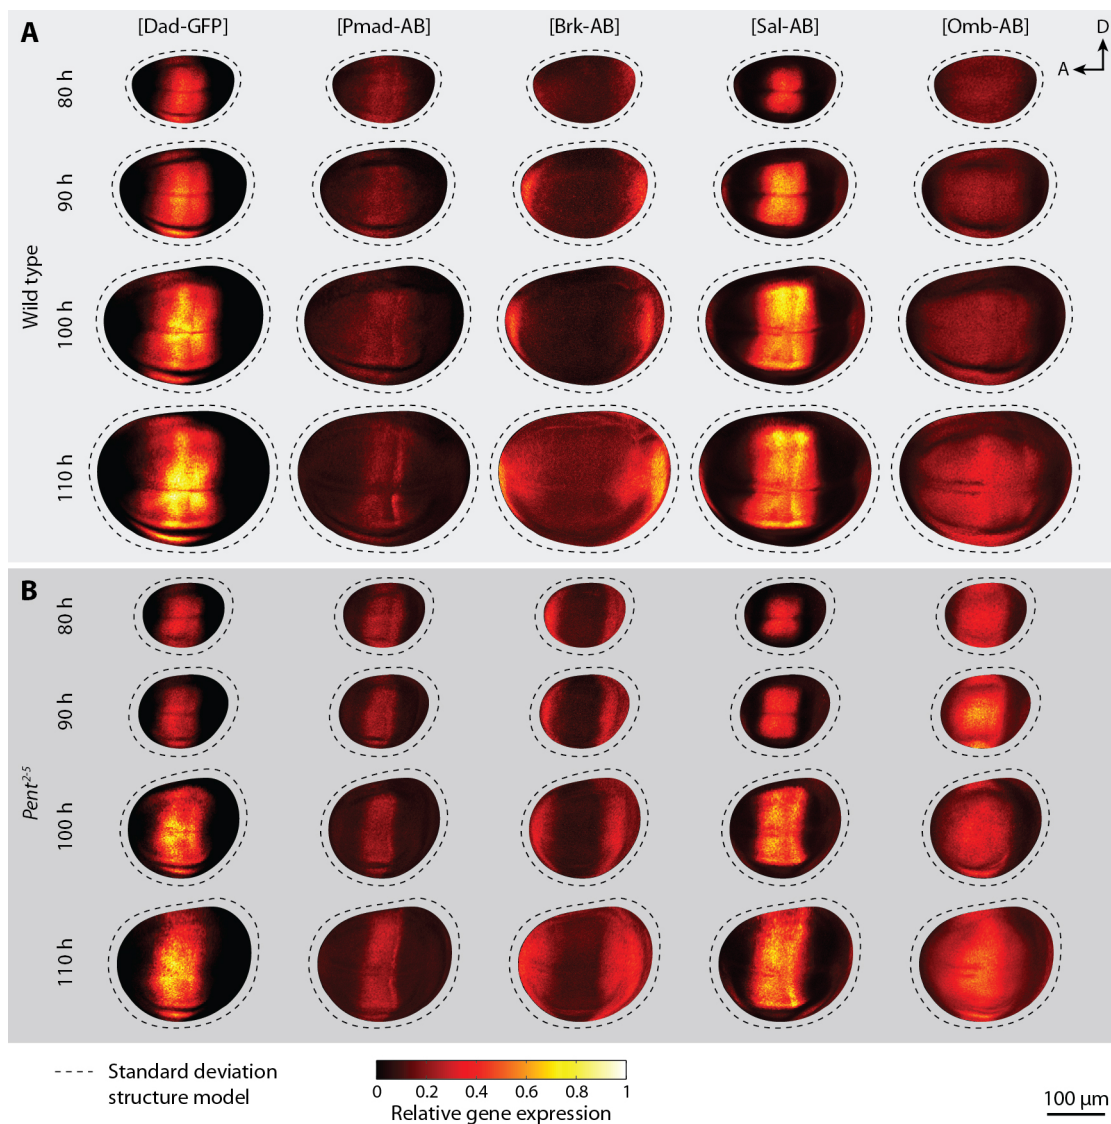 A
[Dad-GFP] [Pmad-AB] [Brk-AB] [Sal-AB] [Omb-AB]
D
A
Wild type
80 h
90 h
100 h
110 h
B
Pent2-5
80 h
90 h
100 h
110 h
Standard deviation
structure model
0 0.2 0.4 0.6 0.8 1
Relative gene expression
100 µm